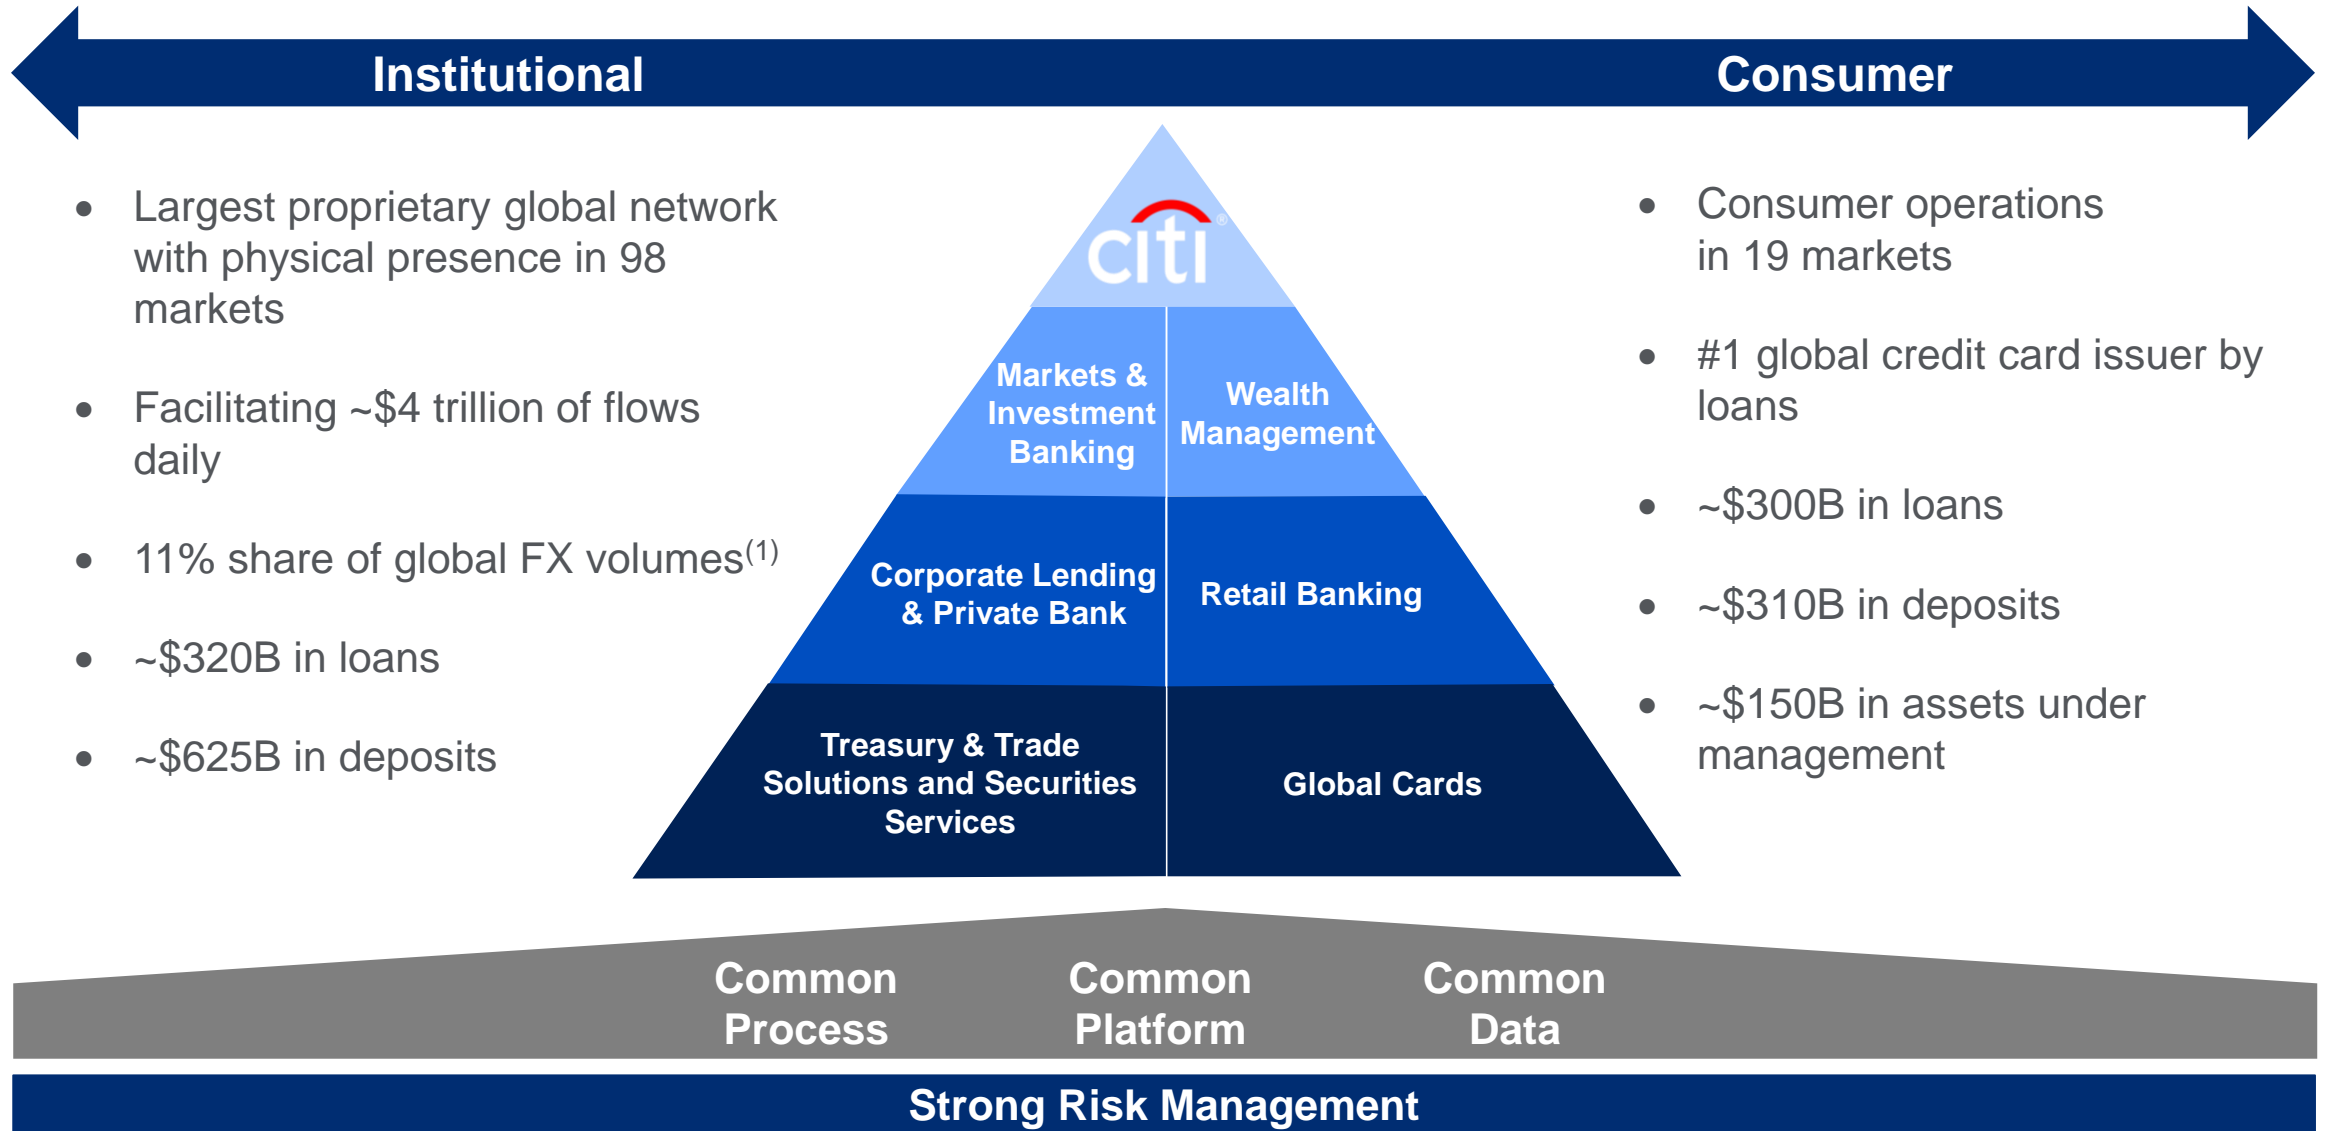 Institutional
Consumer
• Largest proprietary global network
with physical presence in 98
markets
• Facilitating ~$4 trillion of flows
daily
• 11% share of global FX volumes(1)
• ~$320B in loans
• ~$625B in deposits
citi®
Markets &
Investment
Banking
Wealth
Management
Corporate Lending
& Private Bank
Retail Banking
Treasury & Trade
Solutions and Securities
Services
Global Cards
• Consumer operations
in 19 markets
• #1 global credit card issuer by
loans
• ~$300B in loans
• ~$310B in deposits
• ~$150B in assets under
management
Common
Process
Common
Platform
Common
Data
Strong Risk Management